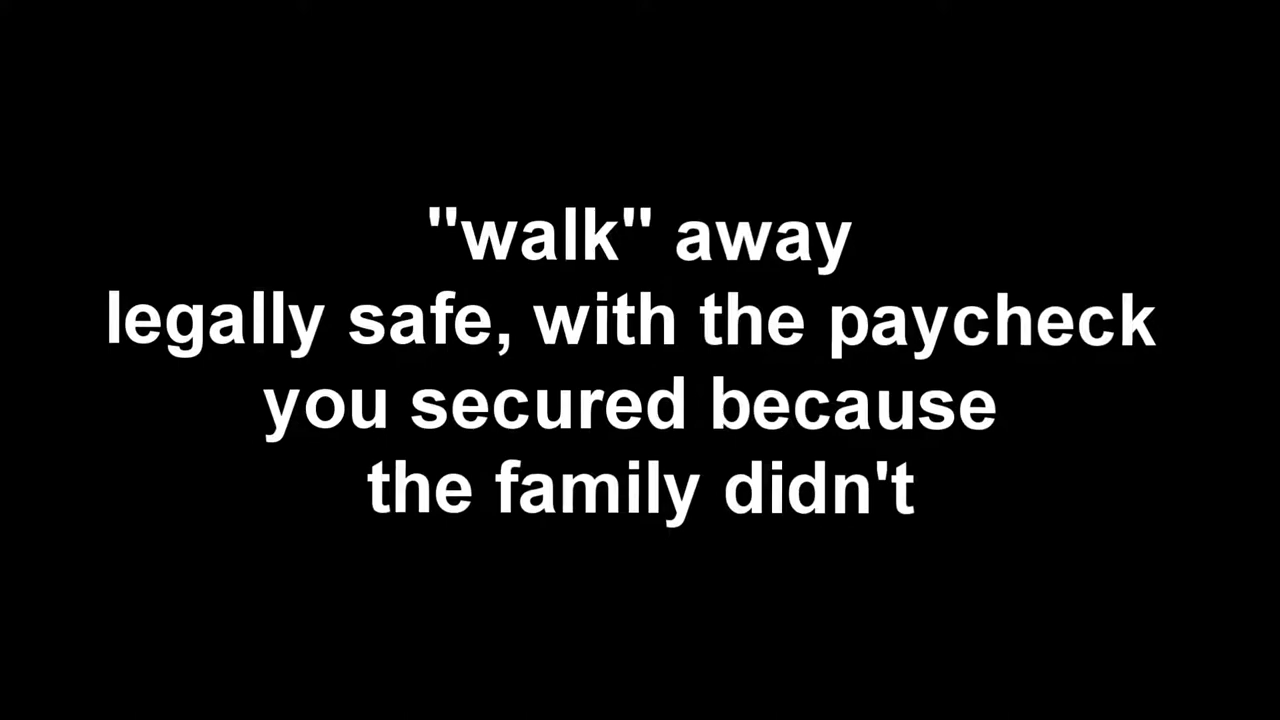 "walk" away
legally safe, with the paycheck
you secured because
the family didn't